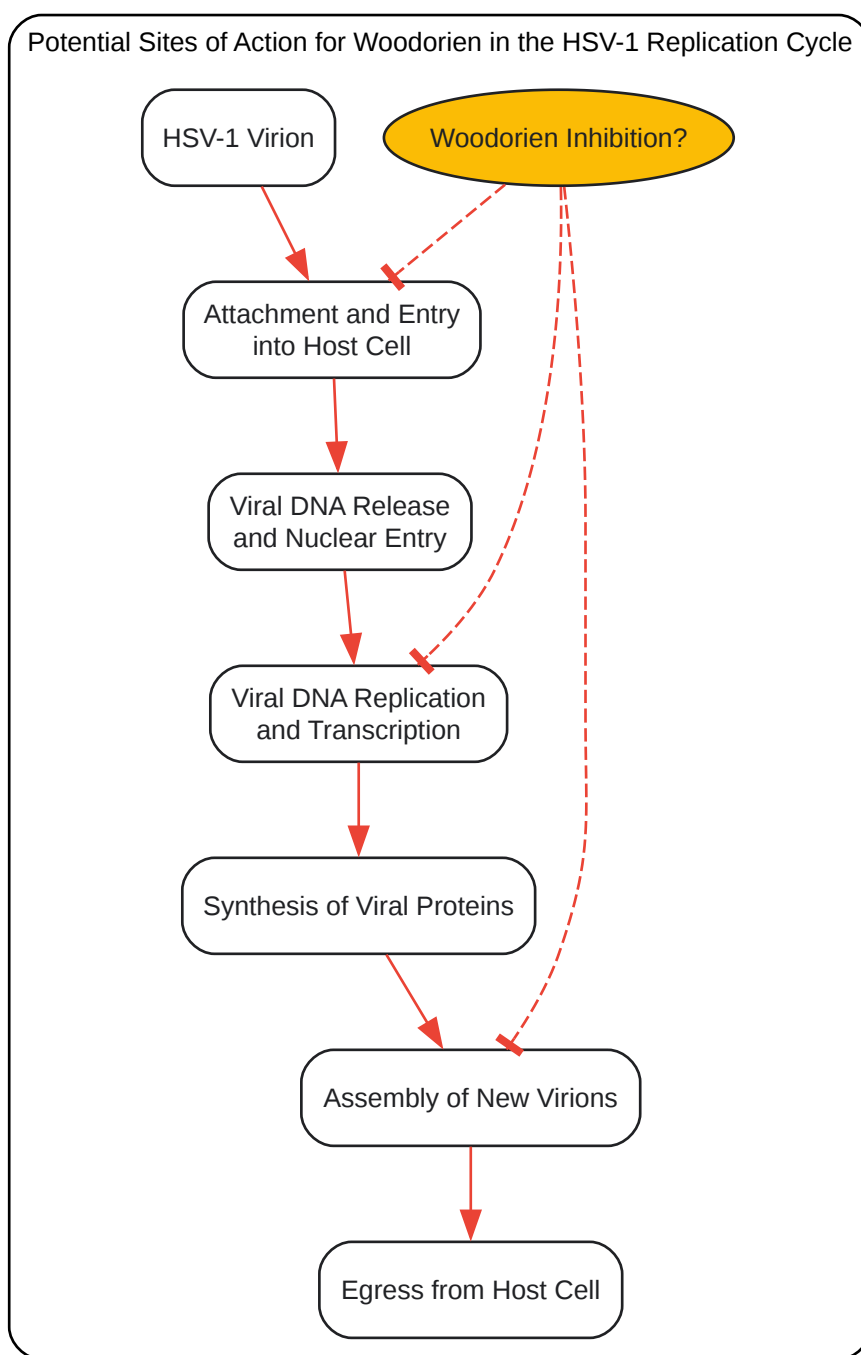 Potential Sites of Action for Woodorien in the HSV-1 Replication Cycle
HSV-1 Virion
Woodorien Inhibition?
Attachment and Entry
into Host Cell
Viral DNA Release
and Nuclear Entry
Viral DNA Replication
and Transcription
Synthesis of Viral Proteins
Assembly of New Virions
Egress from Host Cell